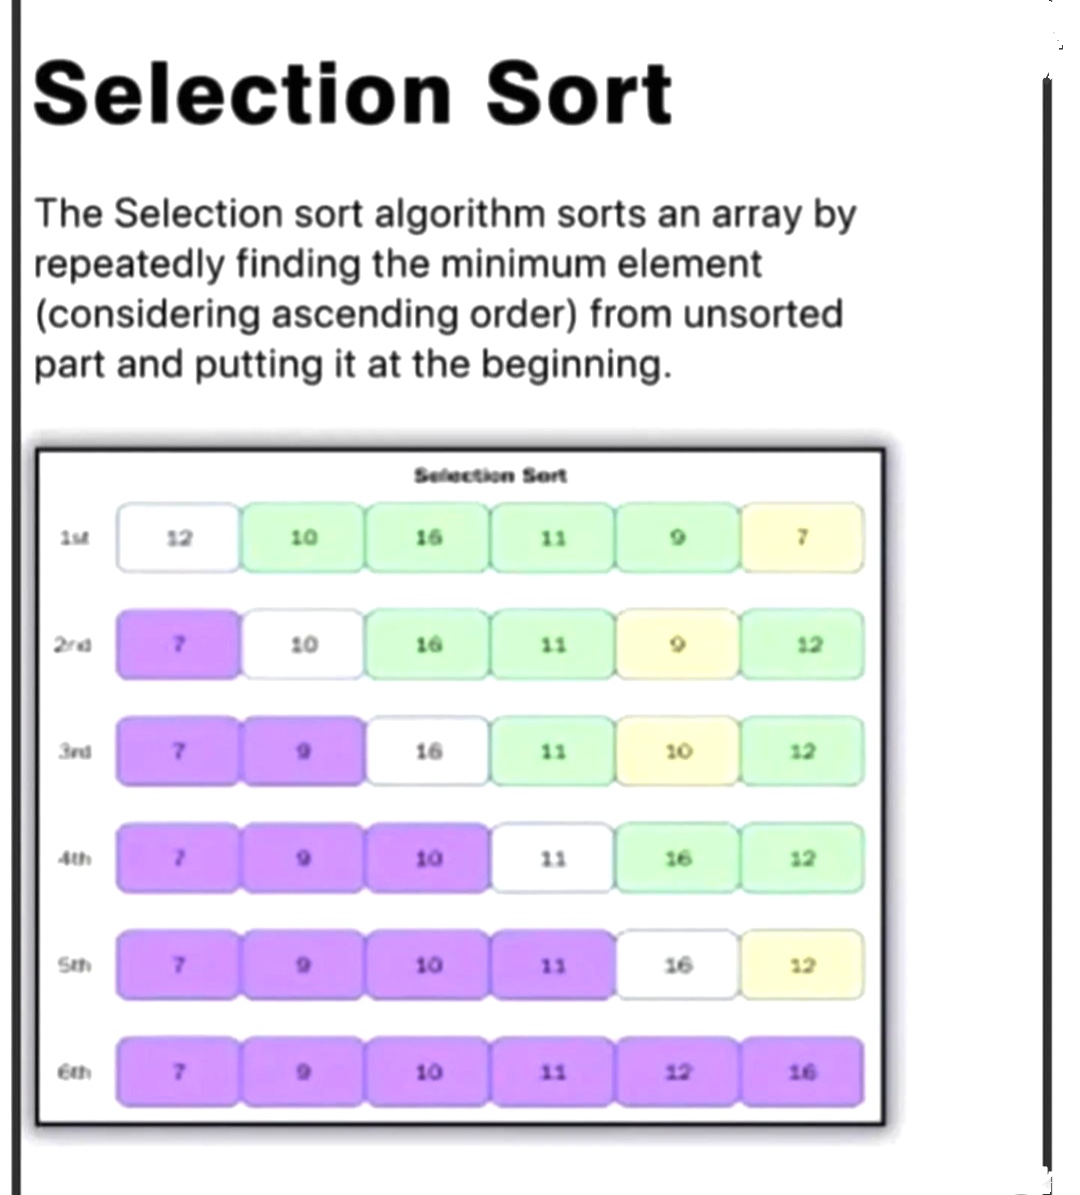 Selection Sort
The Selection sort algorithm sorts an array by
repeatedly finding the minimum element
(considering ascending order) from unsorted
part and putting it at the beginning.
Selection Sort
1st 12 10 16 11 9 7
2nd 7 10 16 11 9 12
3rd 7 9 16 11 10 12
4th 7 9 10 11 16 12
5th 7 9 10 11 16 12
6th 7 9 10 11 12 16